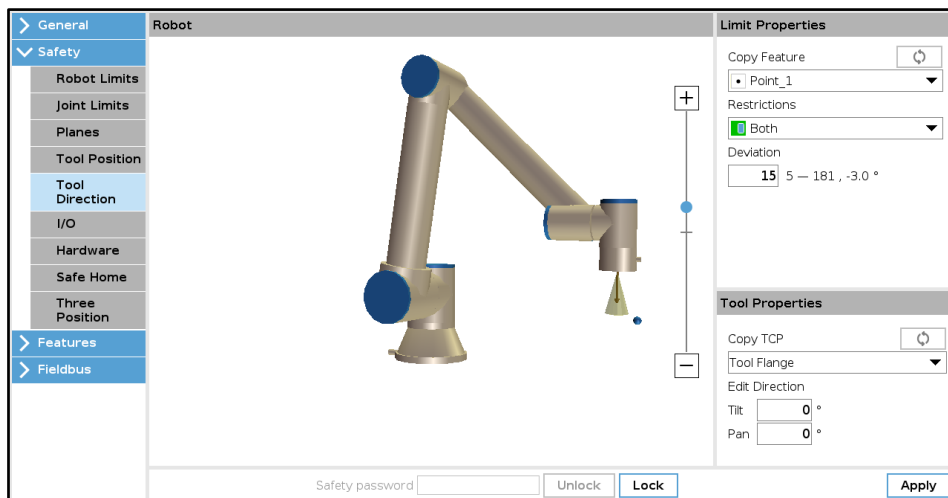 General
Safety
Robot Limits
Joint Limits
Planes
Tool Position
Tool
Direction
I/O
Hardware
Safe Home
Three
Position
Features
Fieldbus
Robot
+
−
Limit Properties
Copy Feature
Point_1
Restrictions
Both
Deviation
15 5 — 181 , -3.0 °
Tool Properties
Copy TCP
Tool Flange
Edit Direction
Tilt 0 °
Pan 0 °
Safety password Unlock Lock Apply